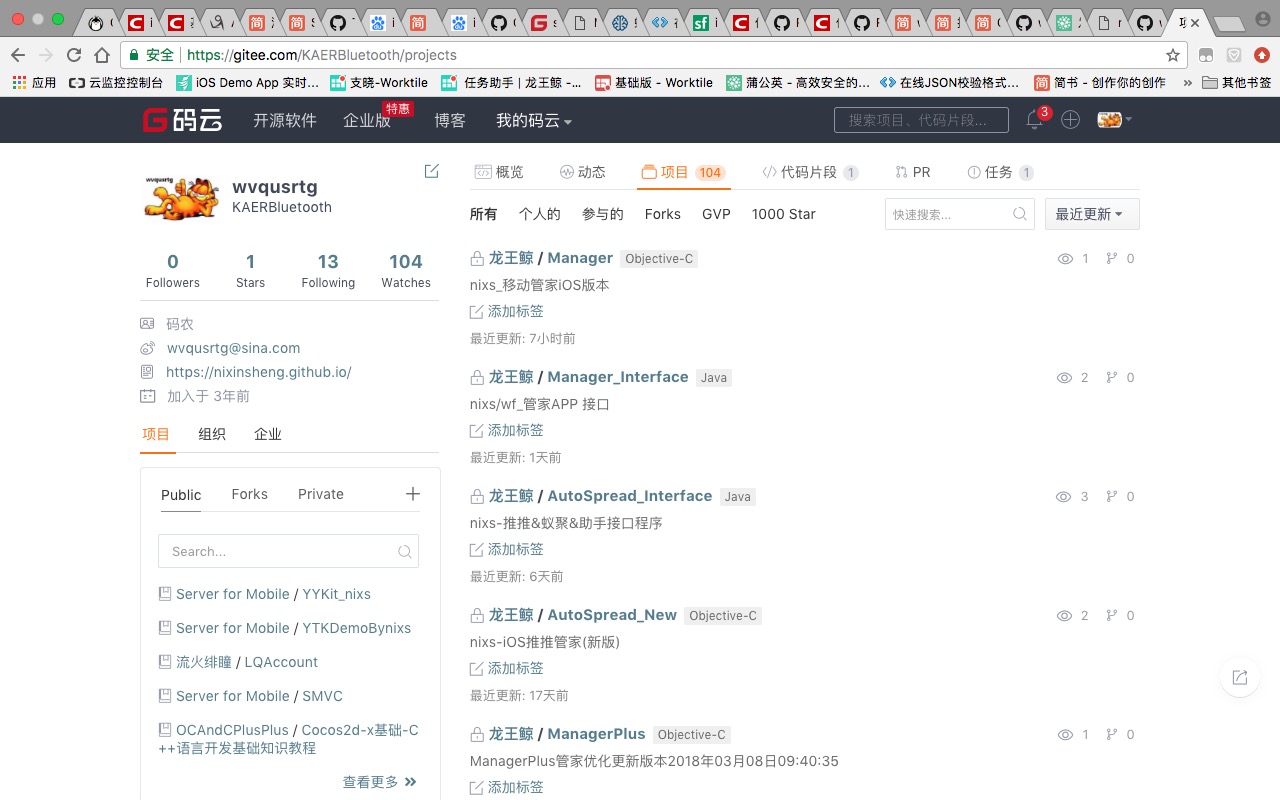 安全 https://gitee.com/KAERBluetooth/projects
应用 云监控控制台 iOS Demo App 实时... 支晓-Worktile 任务助手 | 龙王鲸 -... 基础版 - Worktile 蒲公英 - 高效安全的... 在线JSON校验格式... 简书 - 创作你的创作 » 其他书签
码云 开源软件 企业版 特惠 博客 我的码云 搜索项目、代码片段... 3
wvqusrtg
KAERBluetooth
0 1 13 104
Followers Stars Following Watches
码农
wvqusrtg@sina.com
https://nixinsheng.github.io/
加入于 3年前
项目 组织 企业
Public Forks Private
Search...
Server for Mobile / YYKit_nixs
Server for Mobile / YTKDemoBynixs
流火绯瞳 / LQAccount
Server for Mobile / SMVC
OCAndCPlusPlus / Cocos2d-x基础-C
++语言开发基础知识教程
查看更多
概览 动态 项目 104 代码片段 1 PR 任务 1
所有 个人的 参与的 Forks GVP 1000 Star 快速搜索... 最近更新
龙王鲸 / Manager Objective-C 1 0
nixs_移动管家iOS版本
添加标签
最近更新: 7小时前
龙王鲸 / Manager_Interface Java 2 0
nixs/wf_管家APP 接口
添加标签
最近更新: 1天前
龙王鲸 / AutoSpread_Interface Java 3 0
nixs-推推&蚁聚&助手接口程序
添加标签
最近更新: 6天前
龙王鲸 / AutoSpread_New Objective-C 2 0
nixs-iOS推推管家(新版)
添加标签
最近更新: 17天前
龙王鲸 / ManagerPlus Objective-C 1 0
ManagerPlus管家优化更新版本2018年03月08日09:40:35
添加标签